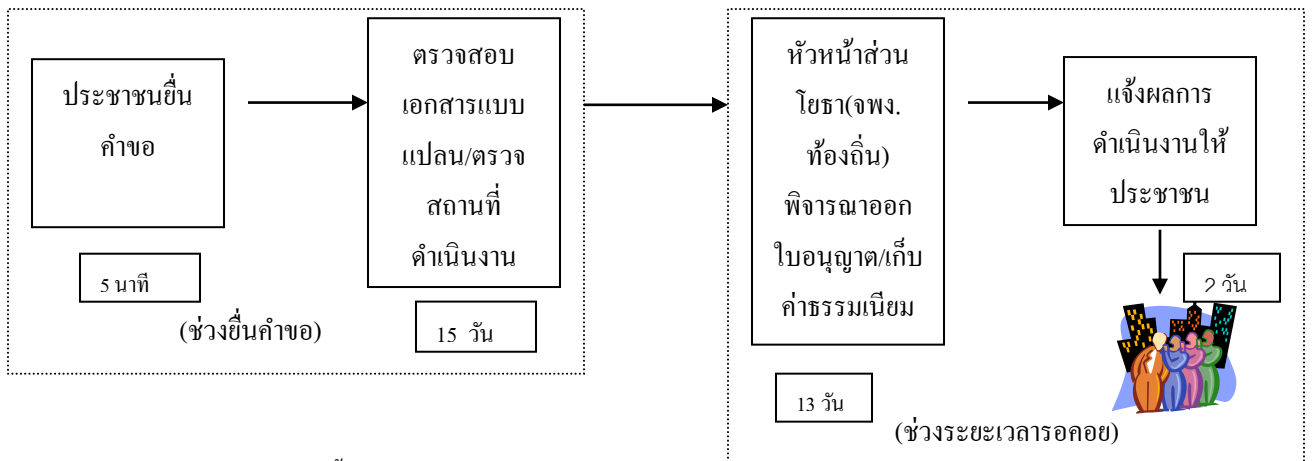 ประชาชนยื่น
คำขอ
5 นาที
ตรวจสอบ
เอกสารแบบ
แปลน/ตรวจ
สถานที่
ดำเนินงาน
15 วัน
(ช่วงยื่นคำขอ)
หัวหน้าส่วน
โยธา(จพง.
ท้องถิ่น)
พิจารณาออก
ใบอนุญาต/เก็บ
ค่าธรรมเนียม
13 วัน
แจ้งผลการ
ดำเนินงานให้
ประชาชน
2 วัน
(ช่วงระยะเวลารอคอย)